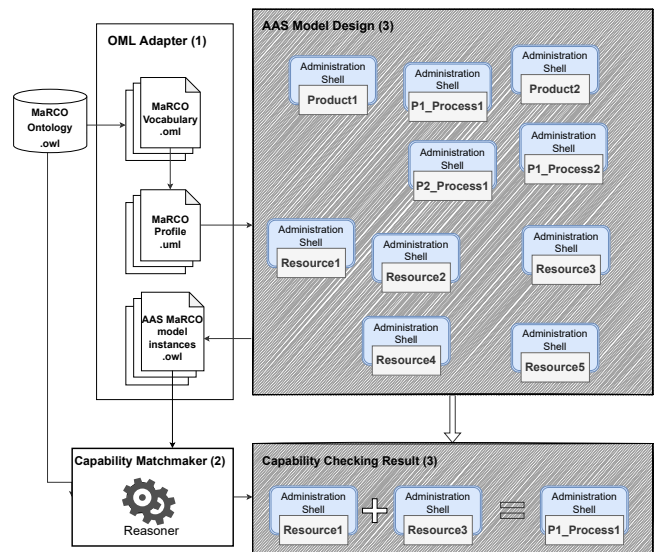 OML Adapter (1)
MaRCO
Ontology
.owl
MaRCO
Vocabulary
.oml
MaRCO
Profile
.uml
AAS MaRCO
model
instances
.owl
AAS Model Design (3)
Administration
Shell
Product1
Administration
Shell
P1_Process1
Administration
Shell
Product2
Administration
Shell
P2_Process1
Administration
Shell
P1_Process2
Administration
Shell
Resource1
Administration
Shell
Resource2
Administration
Shell
Resource3
Administration
Shell
Resource4
Administration
Shell
Resource5
Capability Matchmaker (2)
Reasoner
Capability Checking Result (3)
Administration
Shell
Resource1
Administration
Shell
Resource3
Administration
Shell
P1_Process1